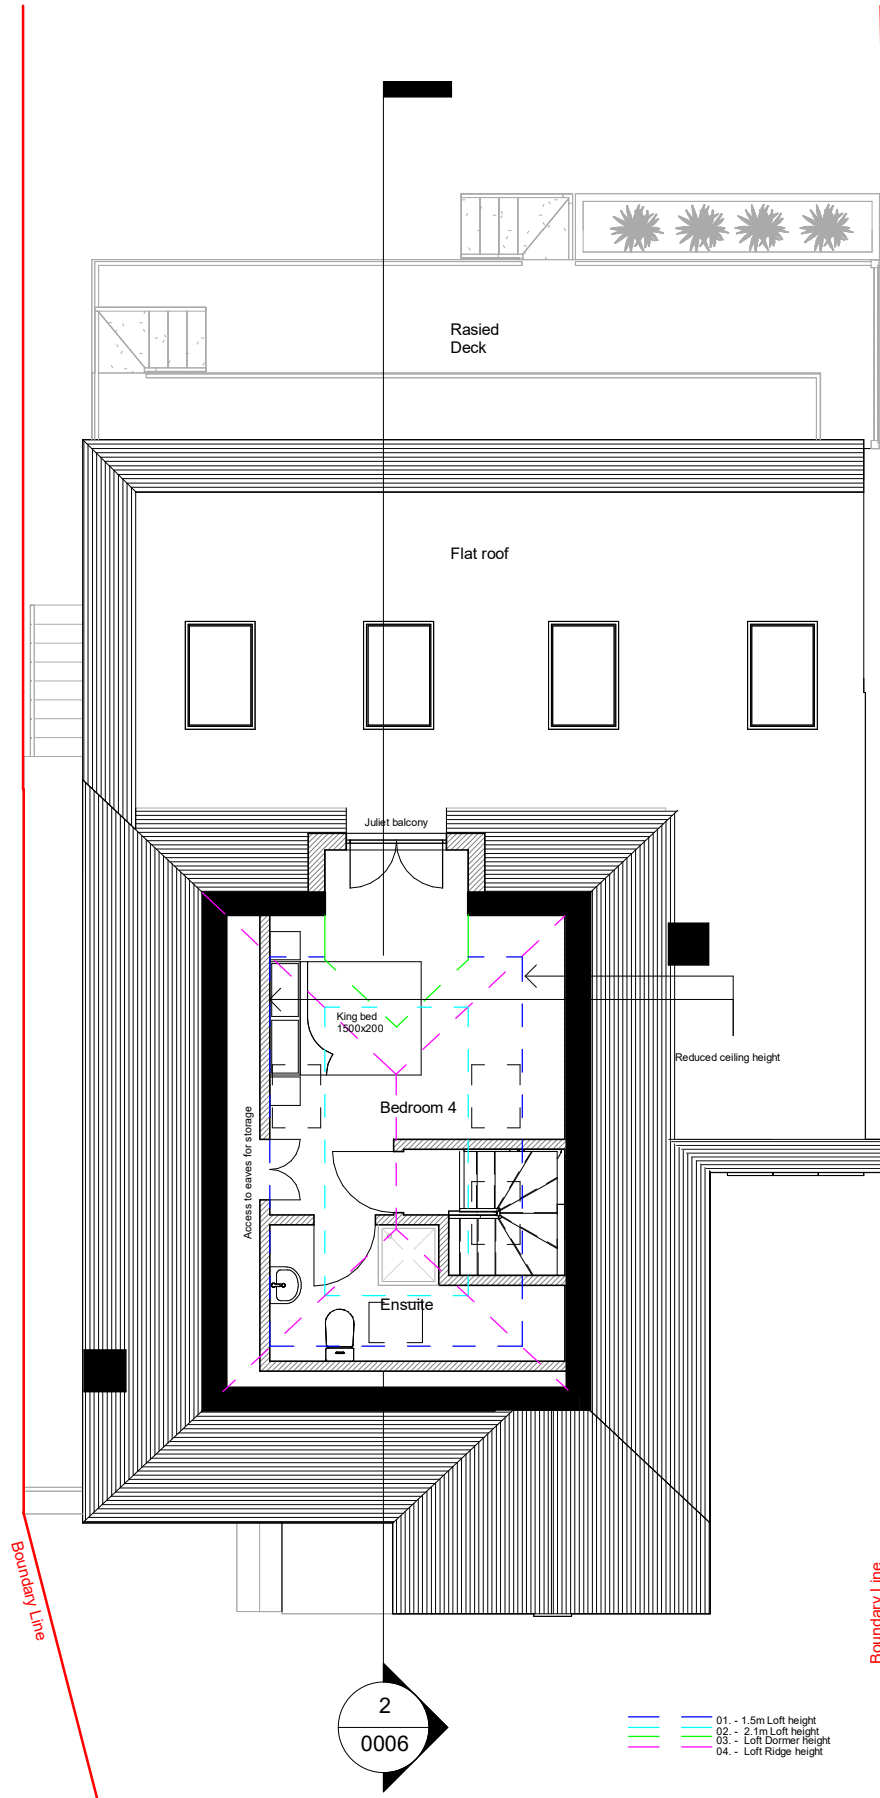 Rasied
Deck
Flat roof
Juliet balcony
King bed
1500x200
Reduced ceiling height
Bedroom 4
Access to eaves for storage
Ensuite
Boundary Line
Boundary Line
2
0006
01. - 1.5m Loft height
02. - 2.1m Loft height
03. - Loft Dormer height
04. - Loft Ridge height